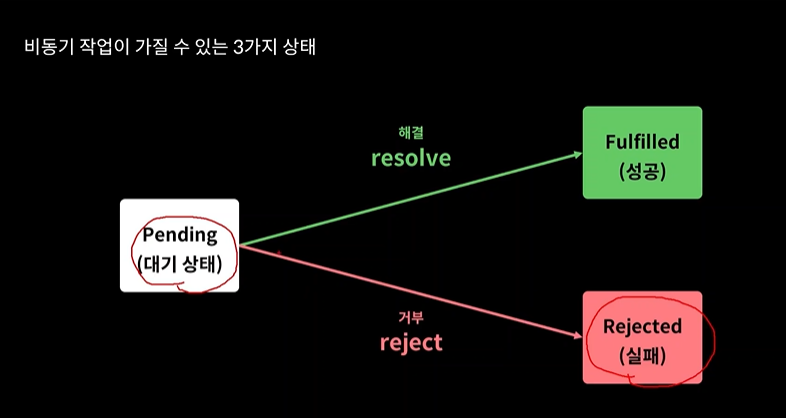 비동기 작업이 가질 수 있는 3가지 상태
해결
resolve
Fulfilled
(성공)
Pending
(대기 상태)
거부
reject
Rejected
(실패)